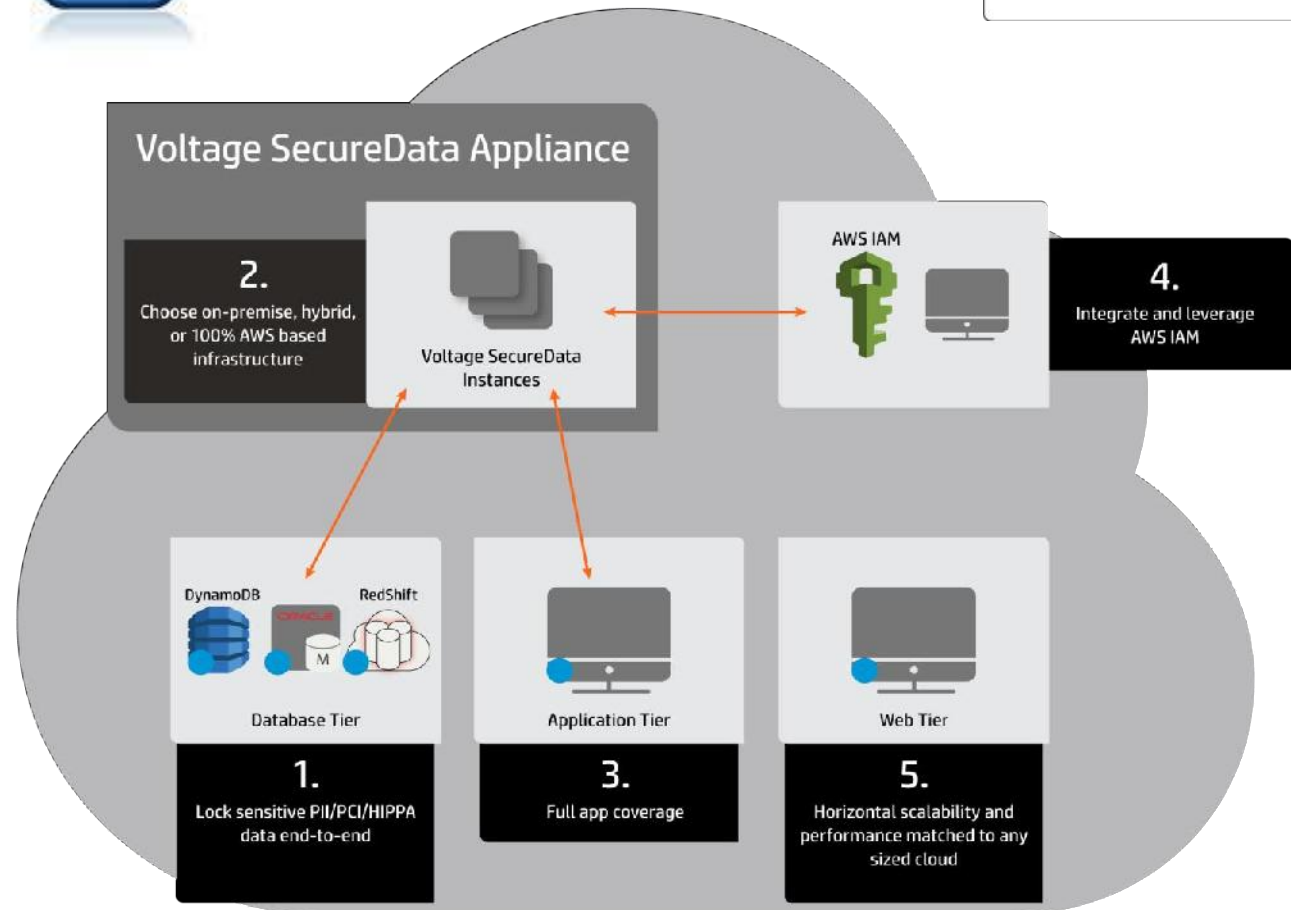 Voltage SecureData Appliance
2.
Choose on-premise, hybrid,
or 100% AWS based
infrastructure
Voltage SecureData
Instances
AWS IAM
4.
Integrate and leverage
AWS IAM
DynamoDB
ORACLE
M
RedShift
Database Tier
1.
Lock sensitive PII/PCI/HIPPA
data end-to-end
Application Tier
3.
Full app coverage
Web Tier
5.
Horizontal scalability and
performance matched to any
sized cloud